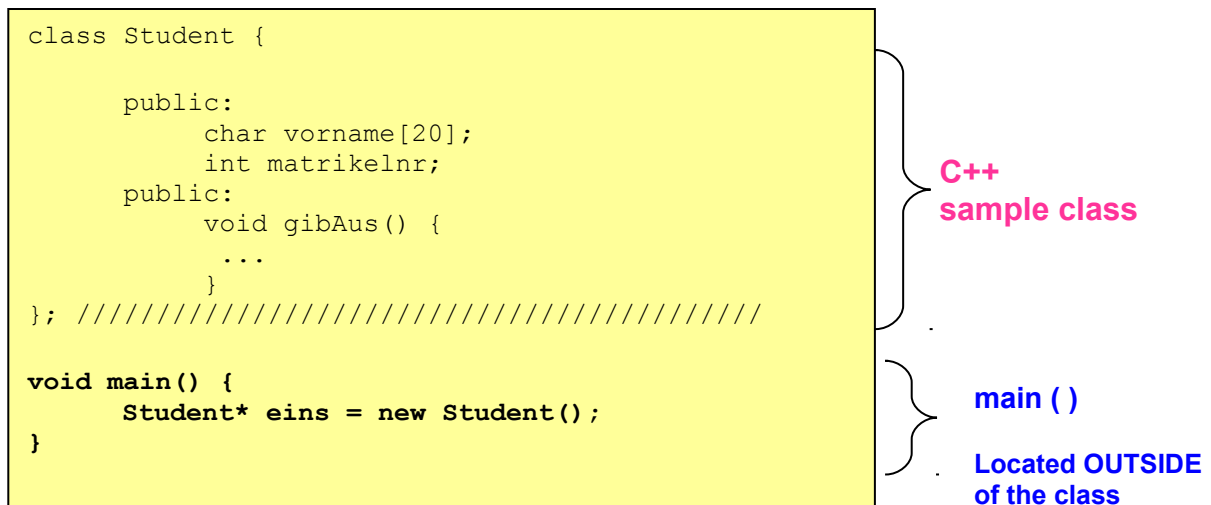 class Student {
public:
char vorname[20];
int matrikelnr;
public:
void gibAus() {
...
}
}; ///////////////////////////////////////////
void main() {
Student* eins = new Student();
}
C++
sample class
.
main ( )
.
Located OUTSIDE
of the class